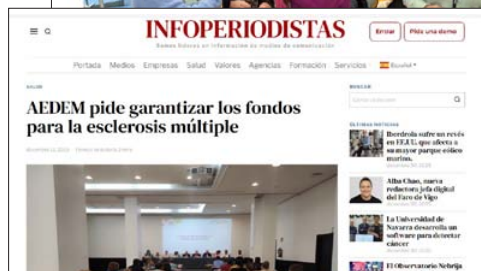 INFOPERIODISTAS
Somos líderes en información de medios de comunicación
Entrar
Pide una demo
Portada Medios Empresas Salud Valores Agencias Formación Servicios Español
SALUD
AEDEM pide garantizar los fondos
para la esclerosis múltiple
BUSCAR
ÚLTIMAS NOTICIAS
Iberdrola sufre un revés
en EE.UU. que afecta a
su mayor parque eólico
marino.
Alba Chao, nueva
redactora jefa digital
del Faro de Vigo
La Universidad de
Navarra desarrolla un
software para detectar
cáncer
El Observatorio Nebrija